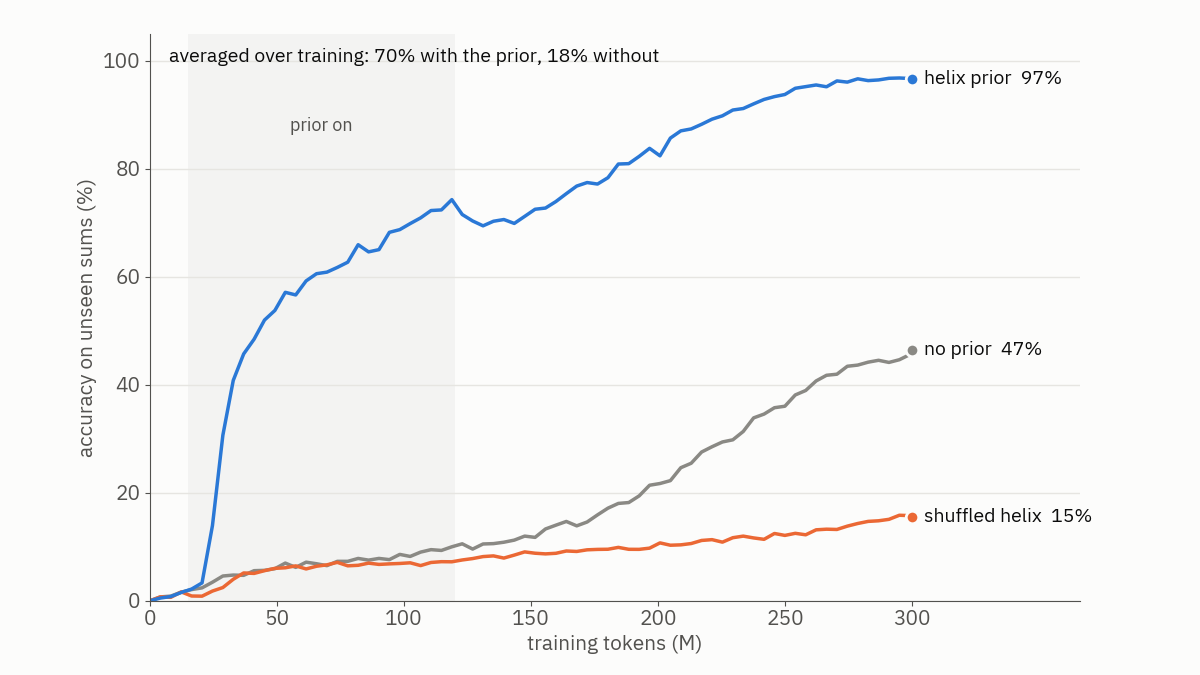 averaged over training: 70% with the prior, 18% without
prior on
helix prior 97%
no prior 47%
shuffled helix 15%
accuracy on unseen sums (%)
100
80
60
40
20
0
0 50 100 150 200 250 300
training tokens (M)